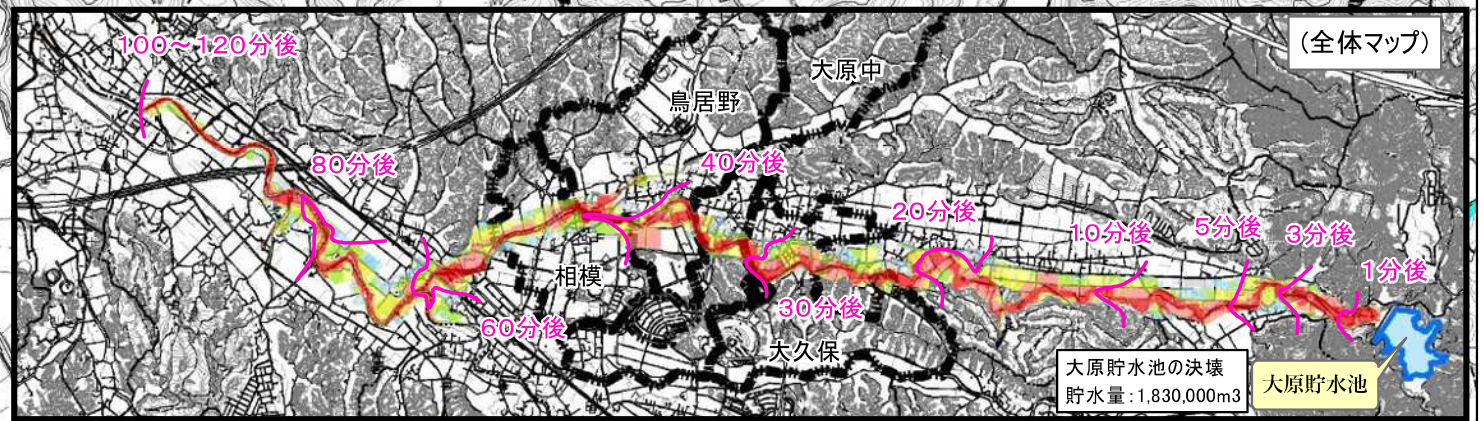 (全体マップ)
100～120分後
大原中
鳥居野
80分後
40分後
20分後
10分後
5分後
3分後
1分後
相模
60分後
30分後
大久保
大原貯水池の決壊
貯水量:1,830,000m3
大原貯水池